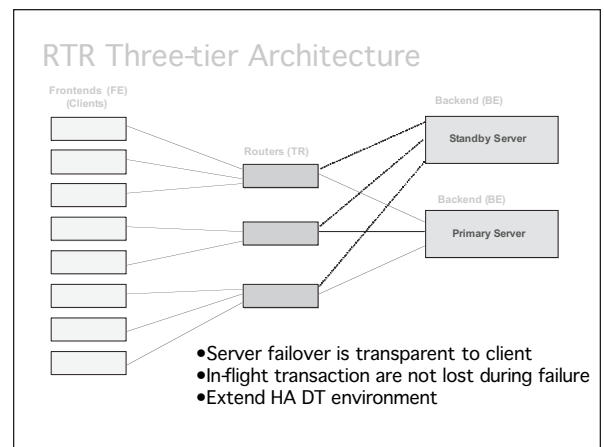 RTR Three-tier Architecture
Frontends (FE)
(Clients)
Routers (TR)
Backend (BE)
Standby Server
Backend (BE)
Primary Server
•Server failover is transparent to client
•In-flight transaction are not lost during failure
•Extend HA DT environment